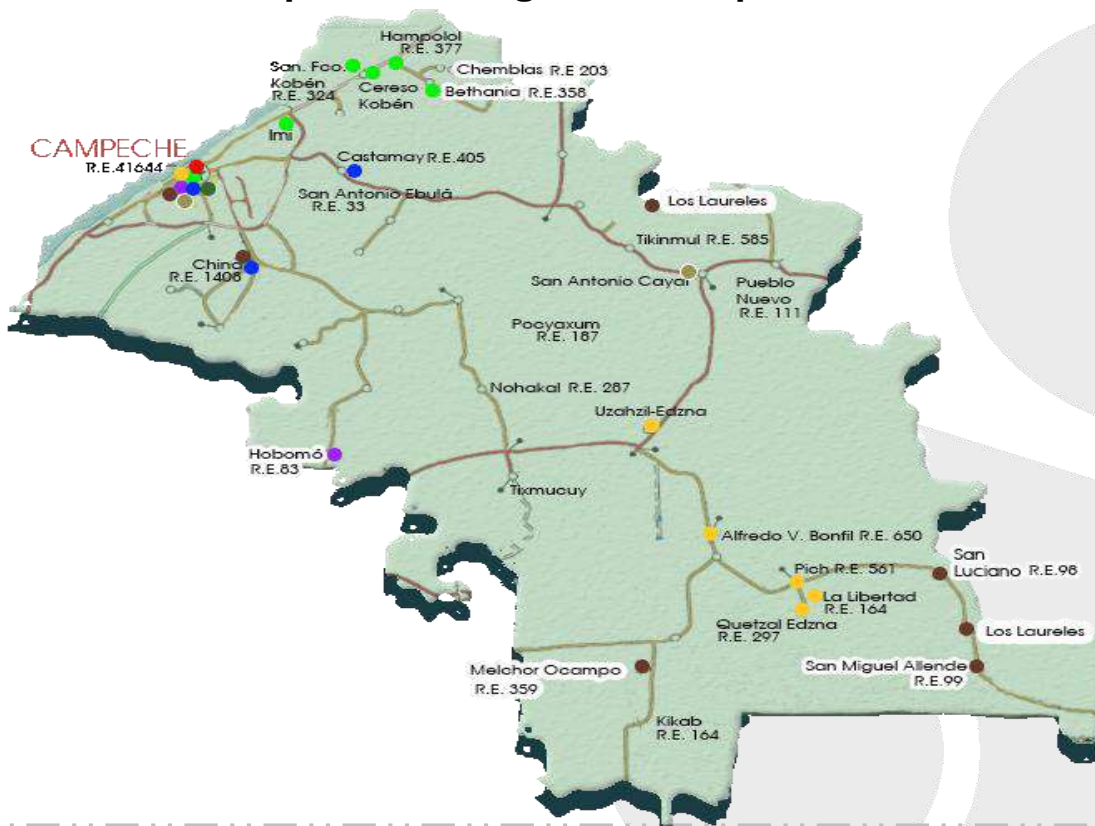 Hampolol
R.E. 377
San. Fco.
Kobén
R.E. 324
Cereso
Kobén
Chemblas R.E 203
Bethania R.E.358
Imi
CAMPECHE
R.E.41644
Castamay R.E.405
San Antonio Ebulá
R.E. 33
Los Laureles
Tikinmul R.E. 585
China
R.E. 1408
San Antonio Cayal
Pueblo
Nuevo
R.E. 111
Pocyaxum
R.E. 187
Nohakal R.E. 287
Uzahzil-Edzna
Hobomó
R.E.83
Tixmucuy
Alfredo V. Bonfil R.E. 650
San
Luciano R.E.98
Pich R.E. 561
La Libertad
R.E. 164
Quetzal Edzna
R.E. 297
Los Laureles
Melchor Ocampo
R.E. 359
San Miguel Allende
R.E.99
Kikab
R.E. 164